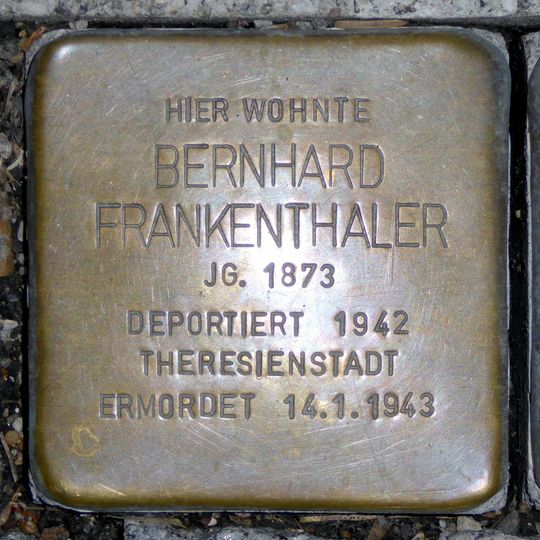 HIER WOHNTE
BERNHARD
FRANKENTHALER
JG. 1873
DEPORTIERT 1942
THERESIENSTADT
ERMORDET 14.1.1943